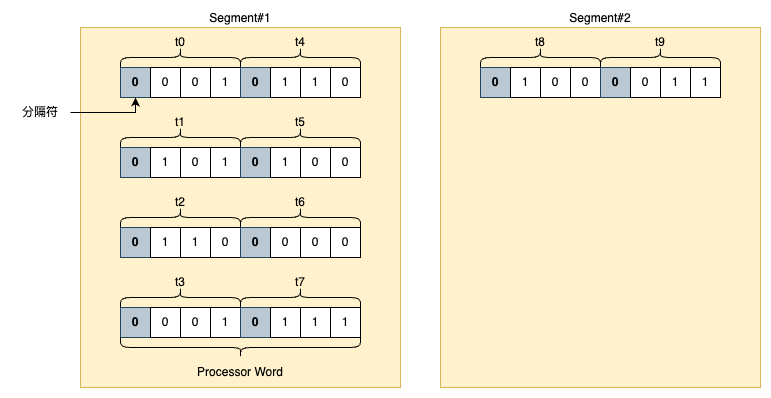 Segment#1
Segment#2
t0 t4
t8 t9
0 0 0 1 0 1 1 0
0 1 0 0 0 0 1 1
分隔符
t1 t5
0 1 0 1 0 1 0 0
t2 t6
0 1 1 0 0 0 0 0
t3 t7
0 0 0 1 0 1 1 1
Processor Word